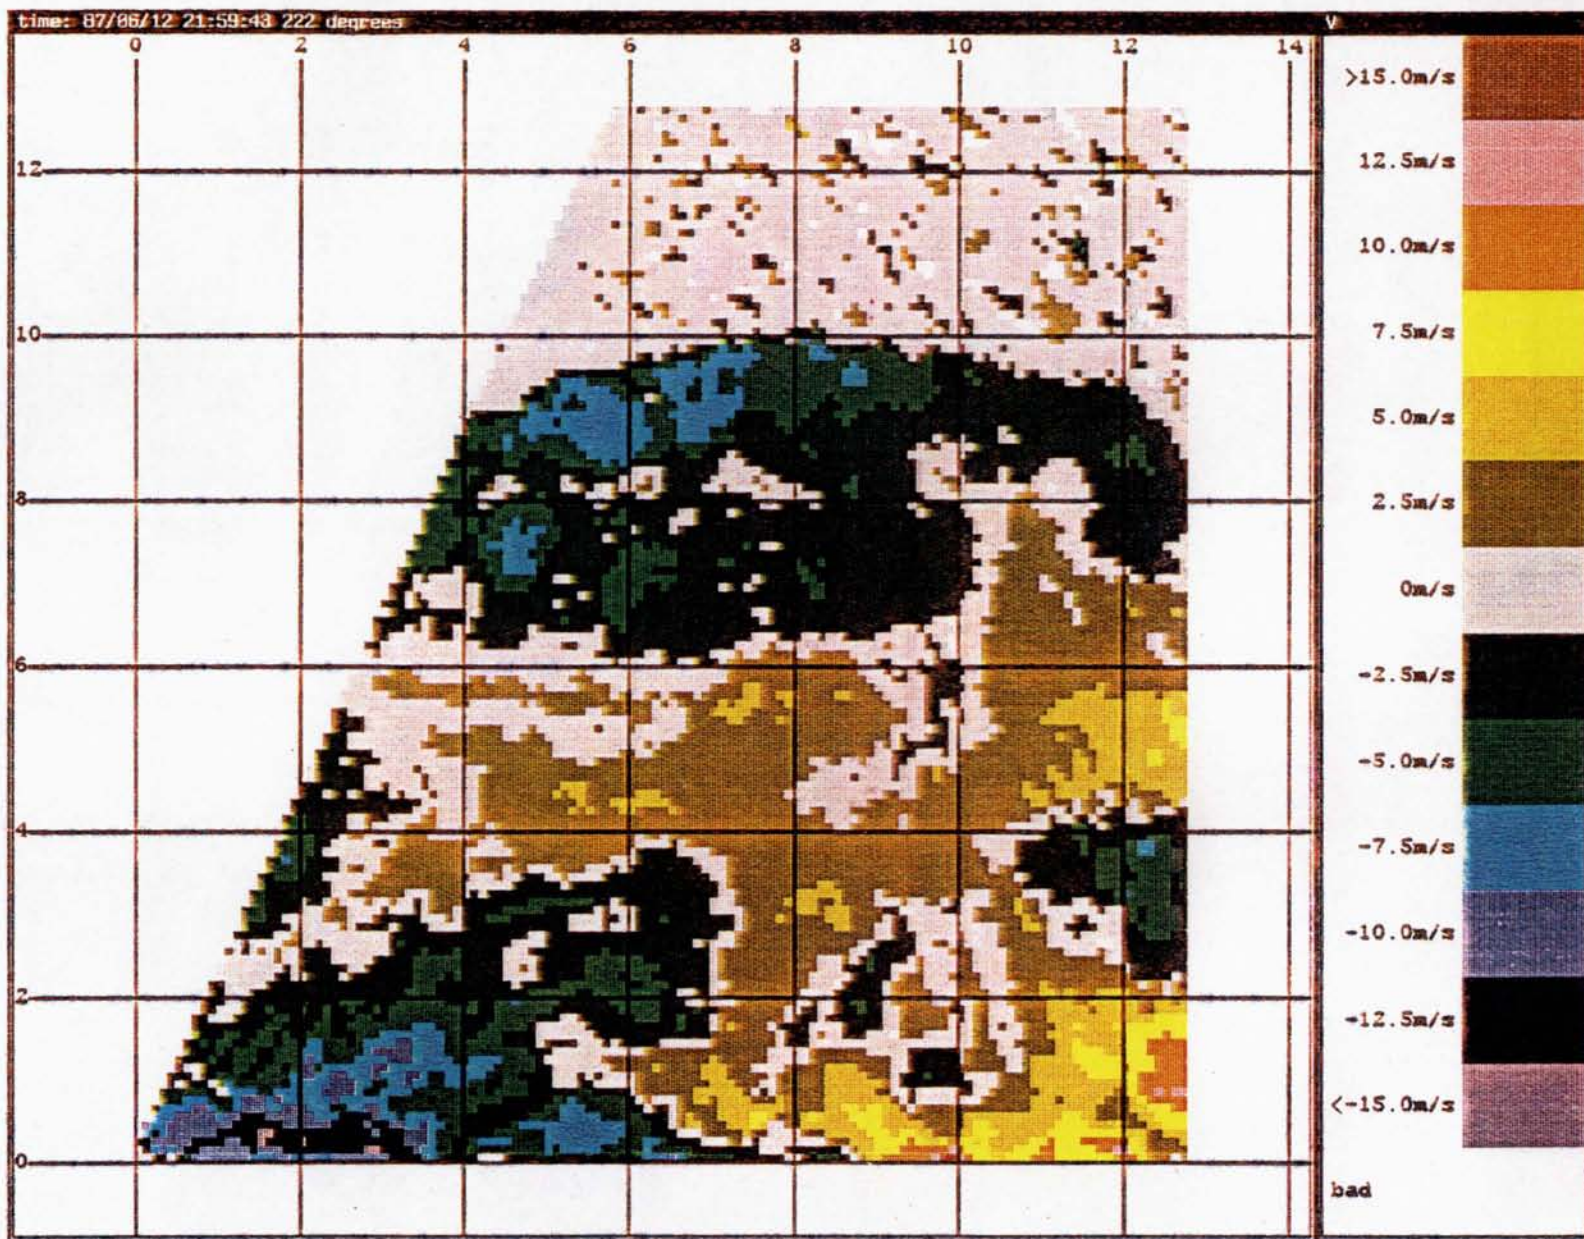 time: 87/06/12 21:59:43 222 degrees
V
0 2 4 6 8 10 12 14
12
10
8
6
4
2
0
>15.0m/s
12.5m/s
10.0m/s
7.5m/s
5.0m/s
2.5m/s
0m/s
-2.5m/s
-5.0m/s
-7.5m/s
-10.0m/s
-12.5m/s
<-15.0m/s
bad